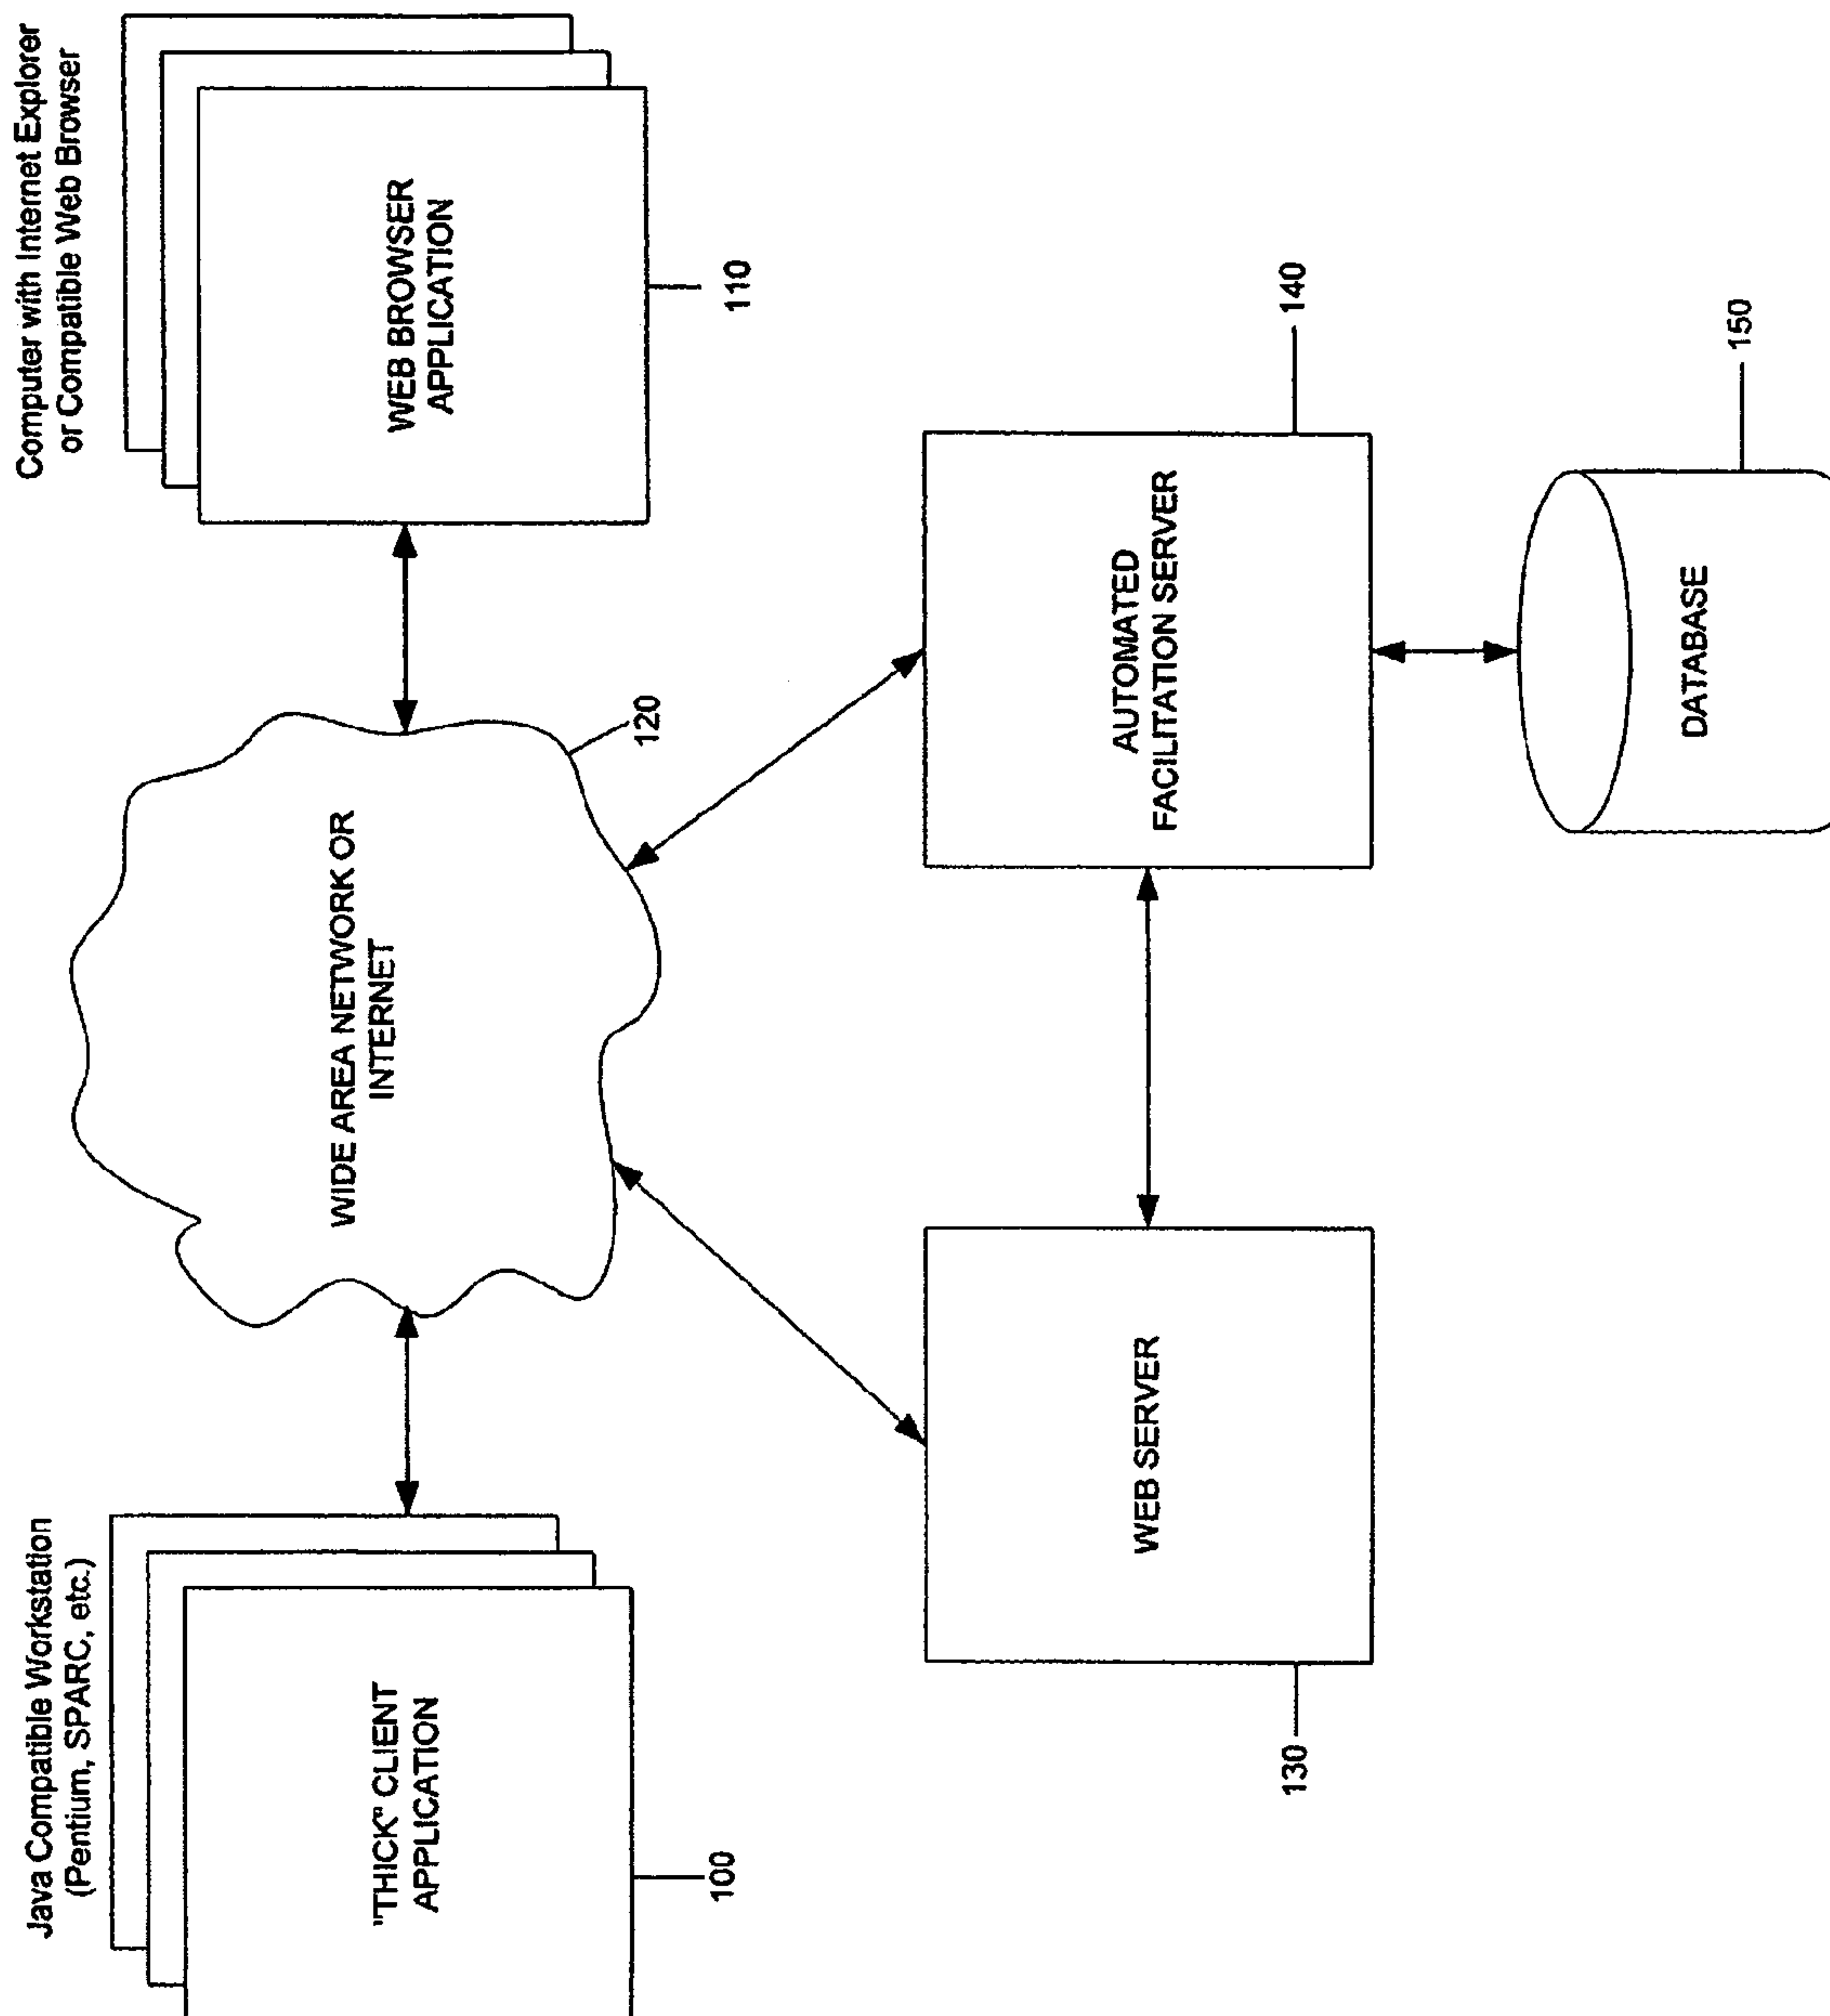 Java Compatible Workstation
(Pentium, SPARC, etc.)
"THICK" CLIENT
APPLICATION
100
WIDE AREA NETWORK OR
INTERNET
120
Computer with Internet Explorer
or Compatible Web Browser
WEB BROWSER
APPLICATION
110
WEB SERVER
130
AUTOMATED
FACILITATION SERVER
140
DATABASE
150